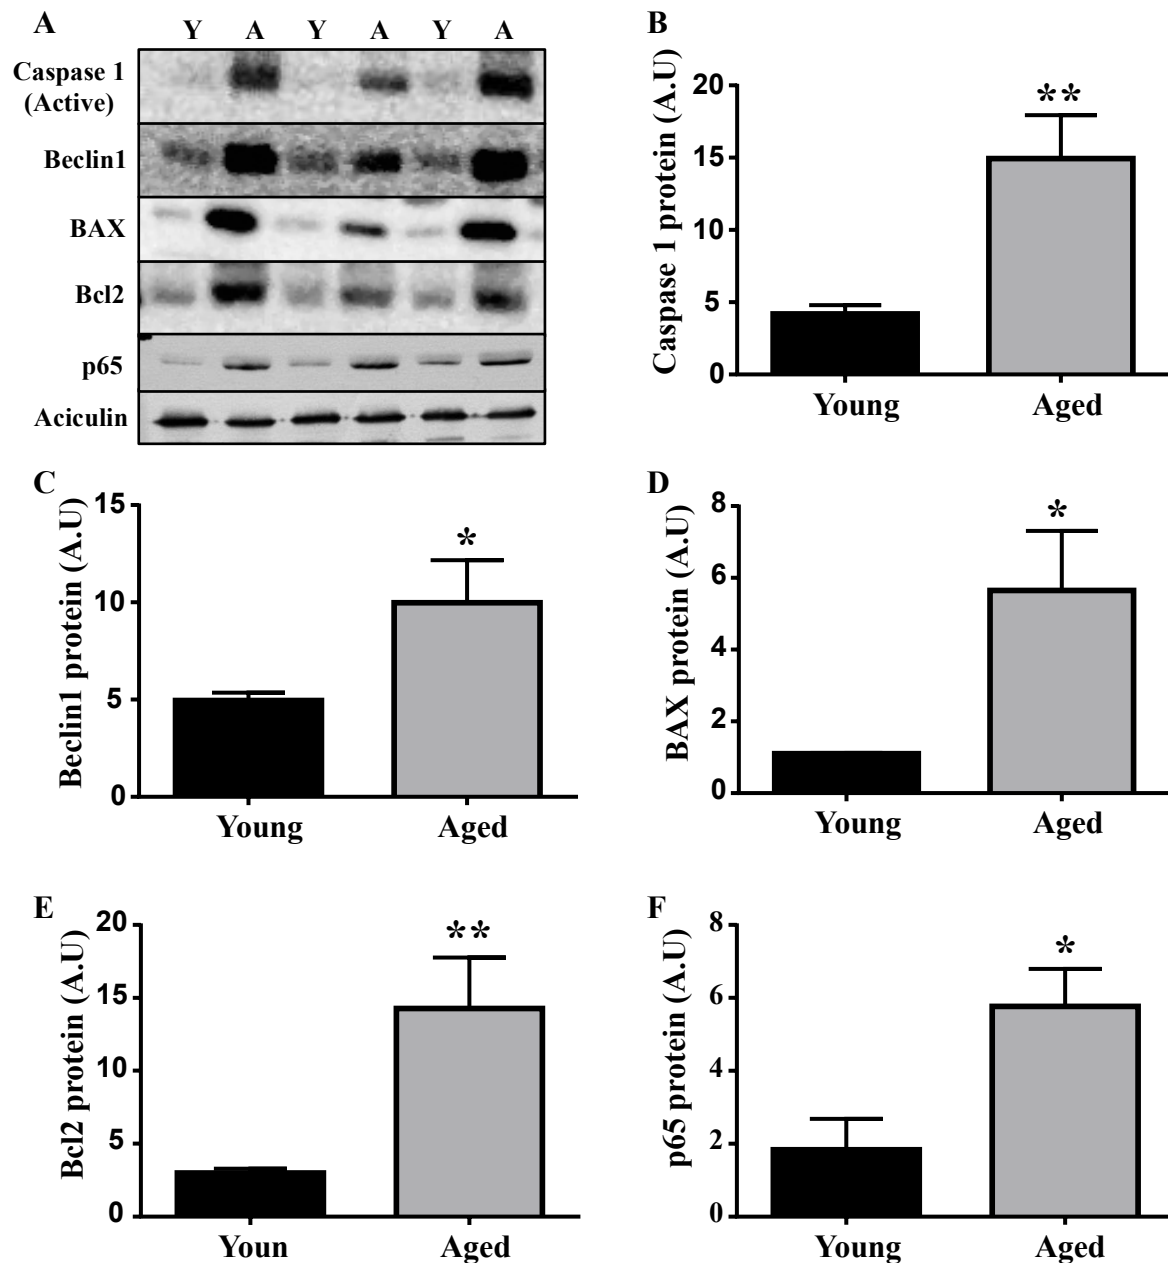 A
Y A Y A Y A
Caspase 1
(Active)
Beclin1
BAX
Bcl2
p65
Aciculin
B
Caspase 1 protein (A.U)
20
15
10
5
0
**
Young Aged
C
Beclin1 protein (A.U)
15
10
5
0
*
Young Aged
D
BAX protein (A.U)
8
6
4
2
0
*
Young Aged
E
Bcl2 protein (A.U)
20
15
10
5
0
**
Youn Aged
F
p65 protein (A.U)
8
6
4
2
0
*
Young Aged